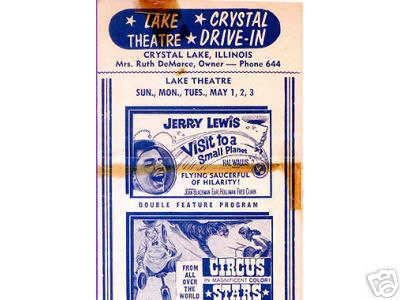 ★ LAKE ★ CRYSTAL ★
THEATRE ★ DRIVE-IN
CRYSTAL LAKE, ILLINOIS
Mrs. Ruth DeMarce, Owner — Phone 644
LAKE THEATRE
SUN., MON., TUES., MAY 1, 2, 3
JERRY LEWIS
Visit to a
Small Planet
HAL WALLIS
FLYING SAUCERFUL
OF HILARITY!
JOAN BLACKMAN EARL HOLLIMAN FRED CLARK
DOUBLE FEATURE PROGRAM
FROM
ALL
OVER
THE
WORLD
CIRCUS
IN MAGNIFICENT COLOR!
STARS
ebY